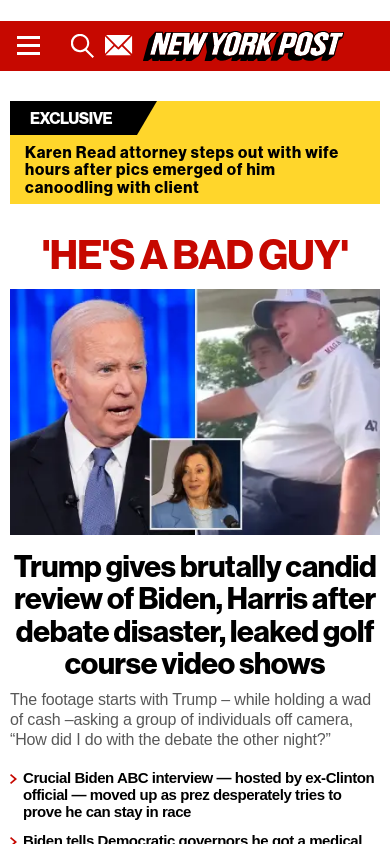 NEW YORK POST
EXCLUSIVE
Karen Read attorney steps out with wife
hours after pics emerged of him
canoodling with client
'HE'S A BAD GUY'
MAGA
45
Trump gives brutally candid
review of Biden, Harris after
debate disaster, leaked golf
course video shows
The footage starts with Trump – while holding a wad
of cash –asking a group of individuals off camera,
“How did I do with the debate the other night?”
Crucial Biden ABC interview — hosted by ex-Clinton
official — moved up as prez desperately tries to
prove he can stay in race
Biden tells Democratic governors he got a medical